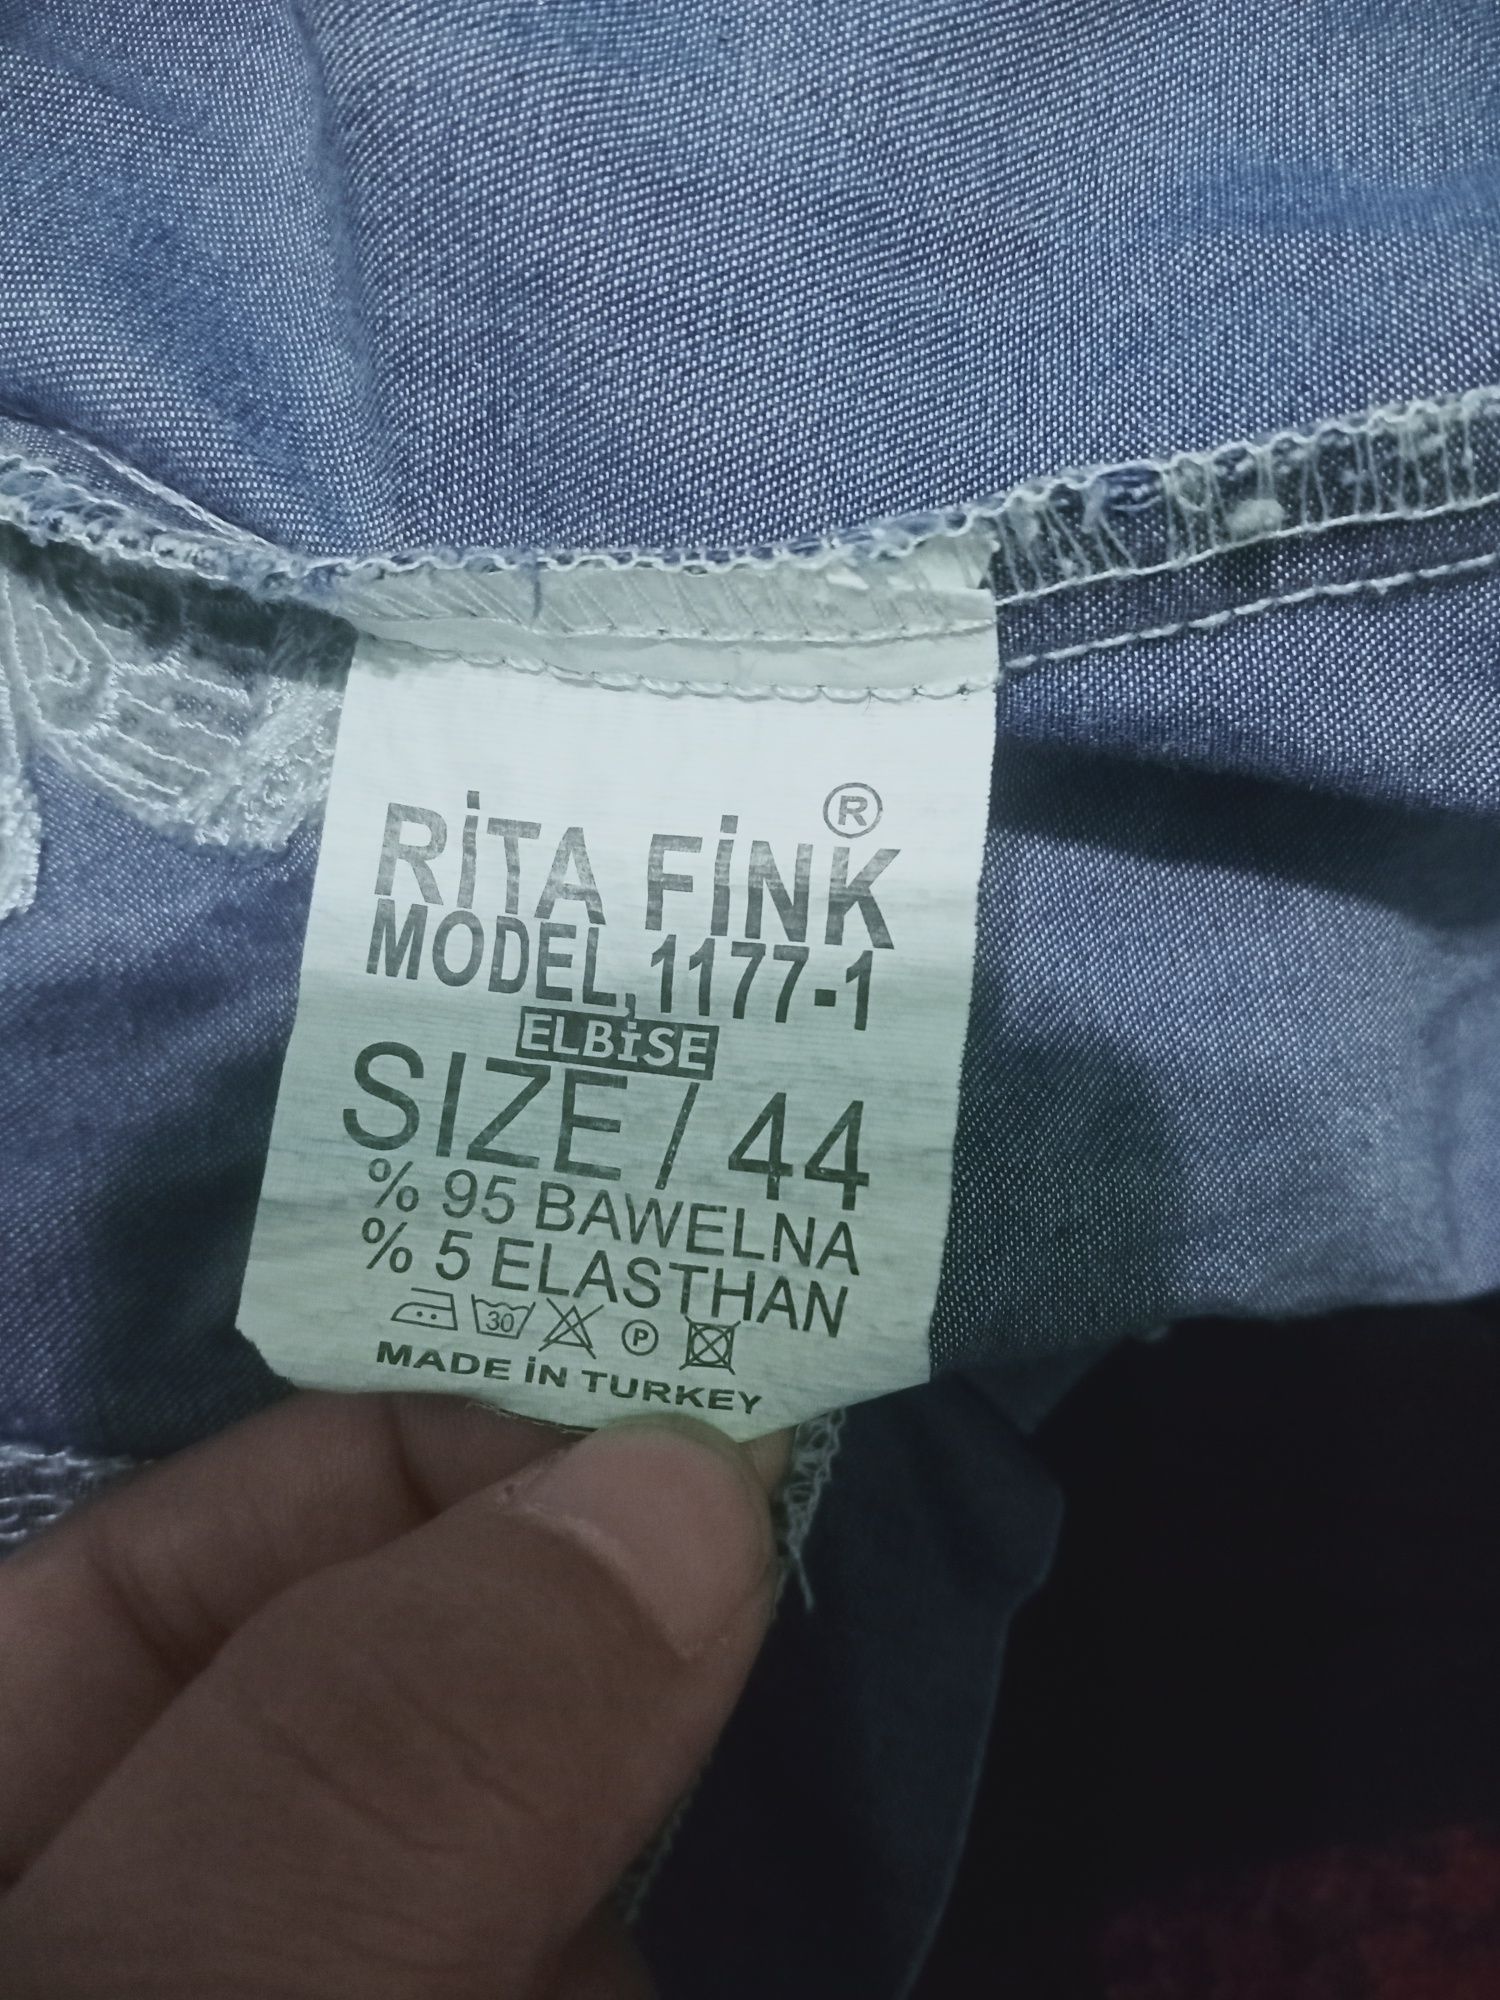 RİTA FİNK ®
MODEL, 1177-1
ELBİSE
SIZE / 44
% 95 BAWELNA
% 5 ELASTHAN
30 P
MADE İN TURKEY